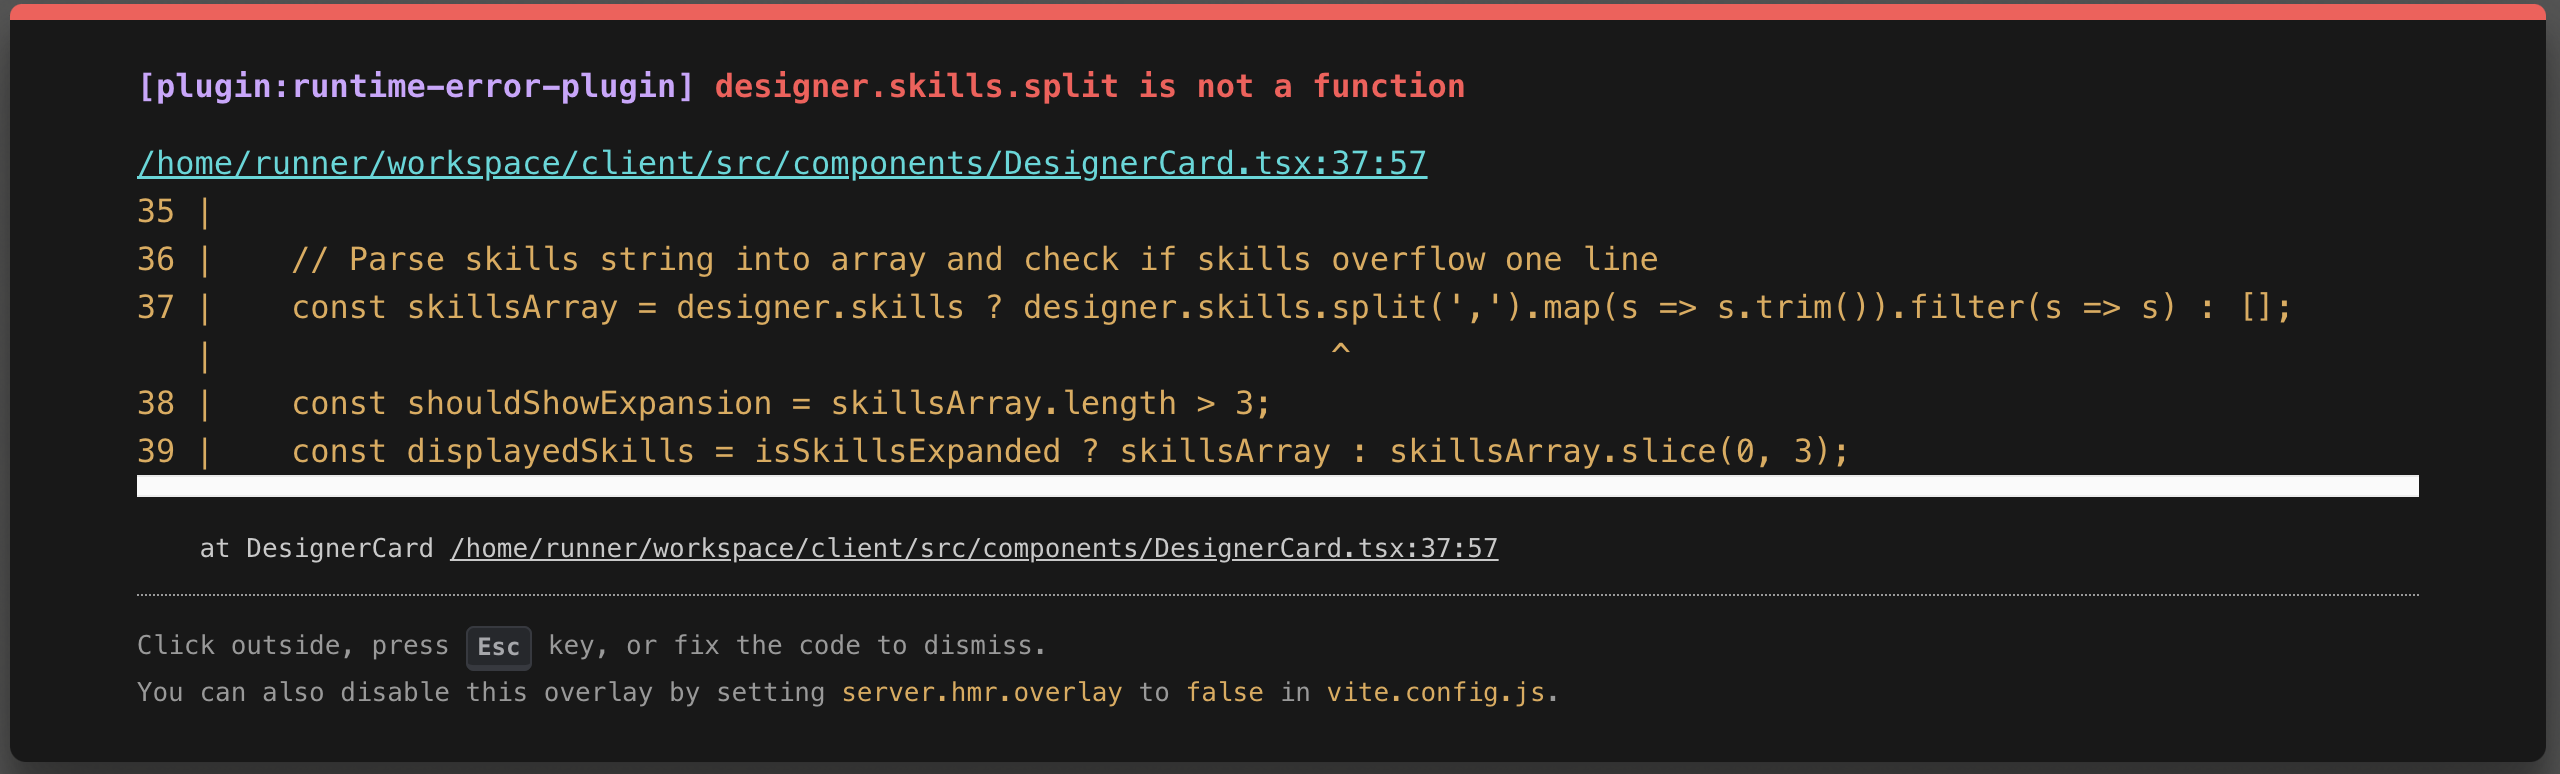 [plugin:runtime-error-plugin] designer.skills.split is not a function
/home/runner/workspace/client/src/components/DesignerCard.tsx:37:57
35 |
36 |    // Parse skills string into array and check if skills overflow one line
37 |    const skillsArray = designer.skills ? designer.skills.split(',').map(s => s.trim()).filter(s => s) : [];
   |                                                          ^
38 |    const shouldShowExpansion = skillsArray.length > 3;
39 |    const displayedSkills = isSkillsExpanded ? skillsArray : skillsArray.slice(0, 3);
    at DesignerCard /home/runner/workspace/client/src/components/DesignerCard.tsx:37:57
Click outside, press Esc key, or fix the code to dismiss.
You can also disable this overlay by setting server.hmr.overlay to false in vite.config.js.